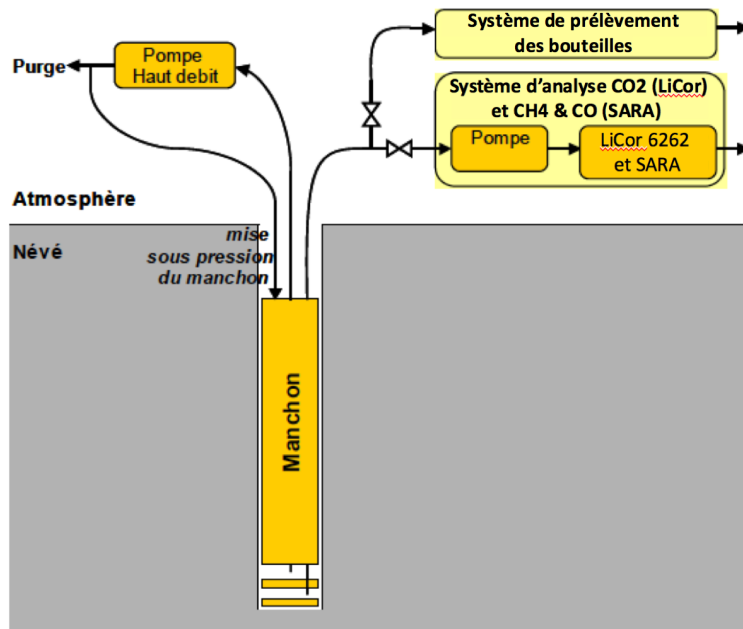 Système de prélèvement
des bouteilles
Pompe
Haut debit
Purge
Système d'analyse CO2 (LiCor)
et CH4 & CO (SARA)
Pompe
LiCor 6262
et SARA
Atmosphère
Névé
mise
sous pression
du manchon
Manchon